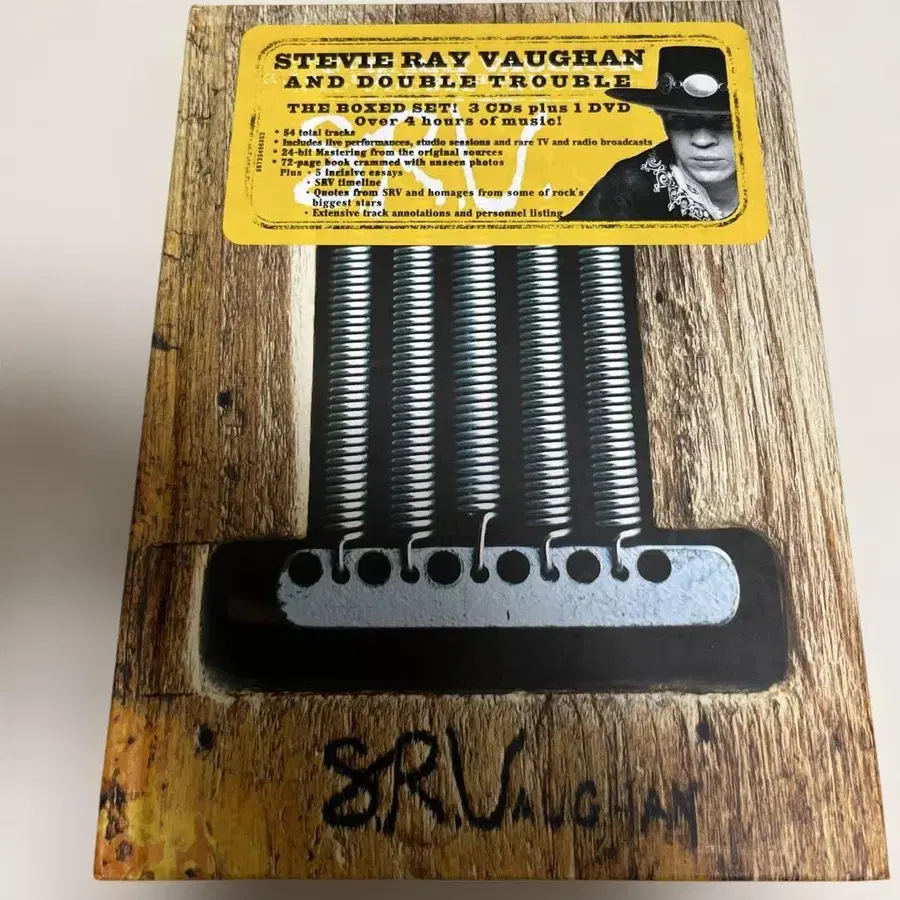 STEVIE RAY VAUGHAN
AND DOUBLE TROUBLE
THE BOXED SET! 3 CDs plus 1 DVD
Over 4 hours of music!
• 54 total tracks
• Includes live performances, studio sessions and rare TV and radio broadcasts
• 24-bit Mastering from the original sources
• 72-page book crammed with unseen photos
Plus • 5 incisive essays
• SRV timeline
• Quotes from SRV and homages from some of rock's
biggest stars
• Extensive track annotations and personnel listing
SRV
S.R.VAUGHAN